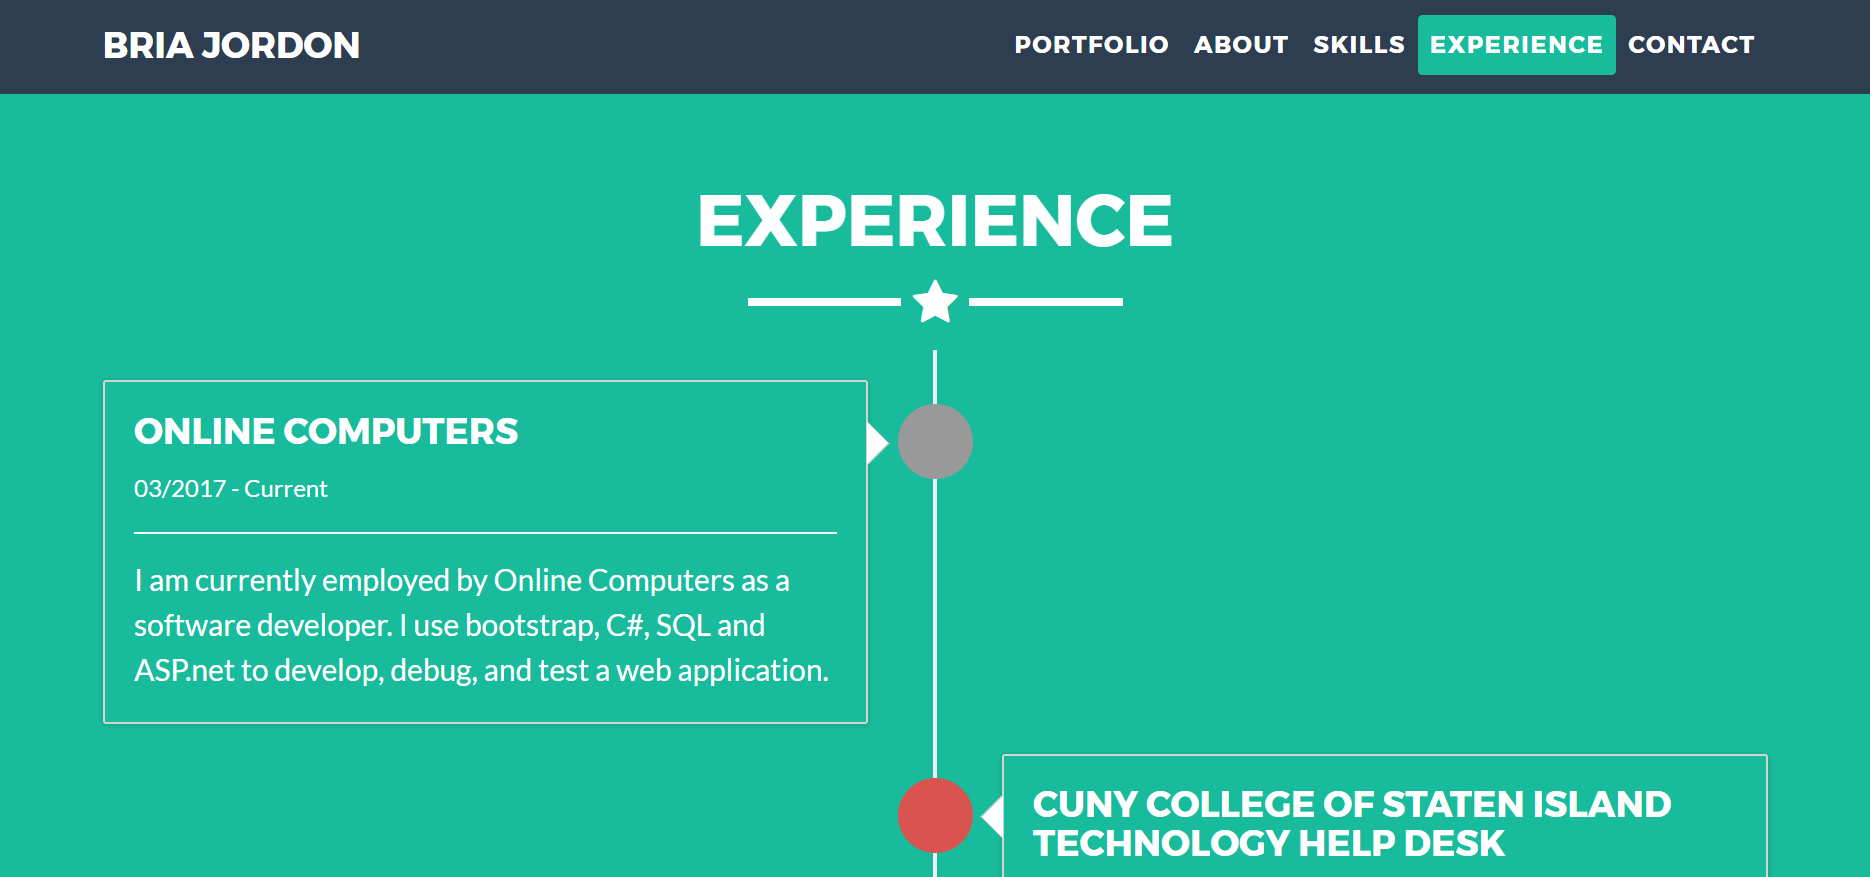 BRIA JORDON
PORTFOLIO ABOUT SKILLS EXPERIENCE CONTACT
EXPERIENCE
ONLINE COMPUTERS
03/2017 - Current
I am currently employed by Online Computers as a
software developer. I use bootstrap, C#, SQL and
ASP.net to develop, debug, and test a web application.
CUNY COLLEGE OF STATEN ISLAND
TECHNOLOGY HELP DESK